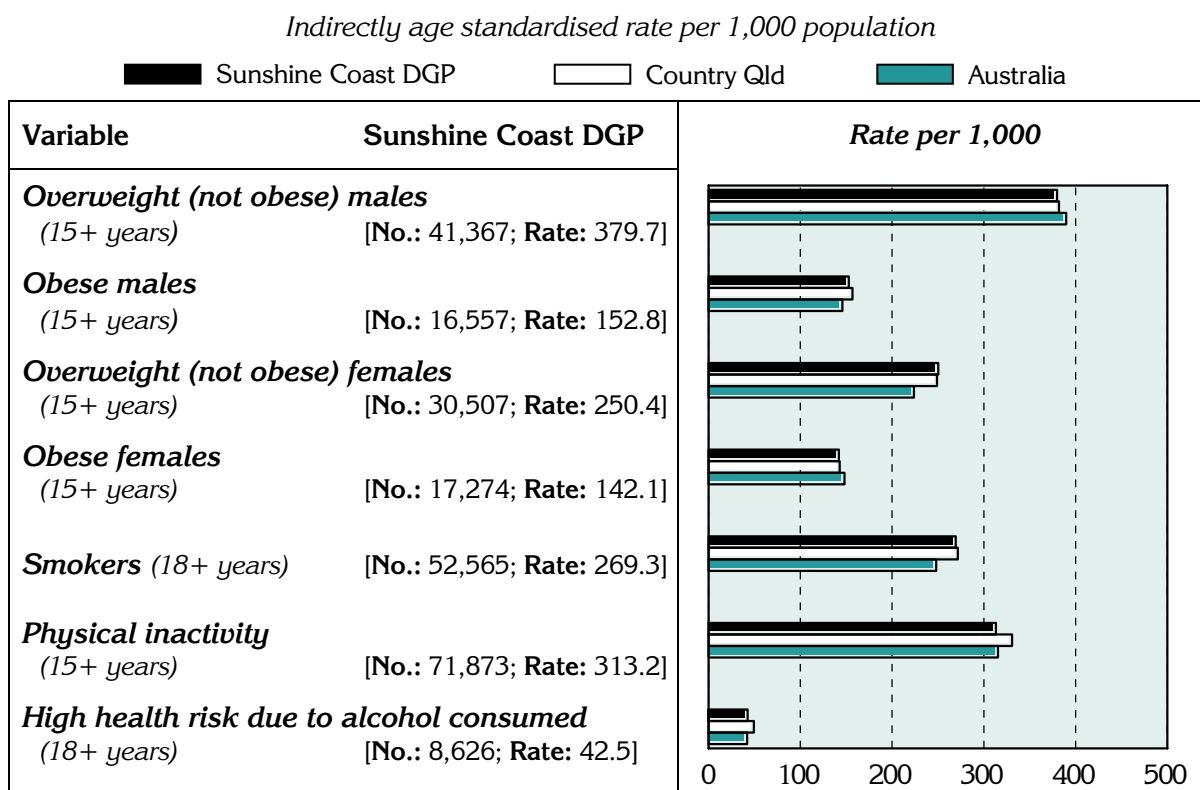 Indirectly age standardised rate per 1,000 population
Sunshine Coast DGP Country Qld Australia
Variable Sunshine Coast DGP Rate per 1,000
Overweight (not obese) males
(15+ years) [No.: 41,367; Rate: 379.7]
Obese males
(15+ years) [No.: 16,557; Rate: 152.8]
Overweight (not obese) females
(15+ years) [No.: 30,507; Rate: 250.4]
Obese females
(15+ years) [No.: 17,274; Rate: 142.1]
Smokers (18+ years) [No.: 52,565; Rate: 269.3]
Physical inactivity
(15+ years) [No.: 71,873; Rate: 313.2]
High health risk due to alcohol consumed
(18+ years) [No.: 8,626; Rate: 42.5]
0 100 200 300 400 500